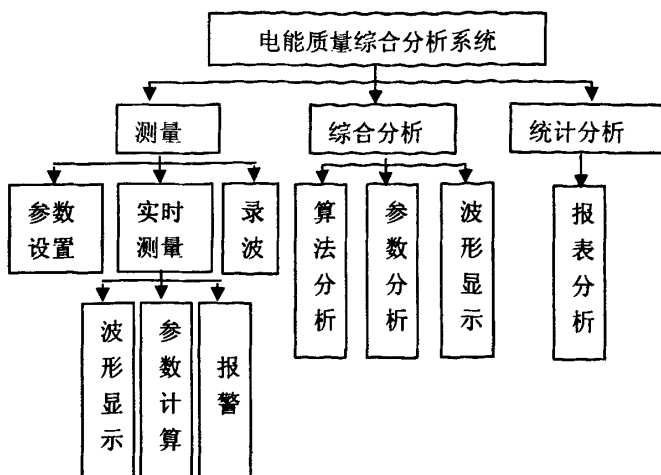 电能质量综合分析系统
测量
综合分析
统计分析
参数
设置
实时
测量
录波
算法分析
参数分析
波形显示
报表分析
波形显示
参数计算
报警